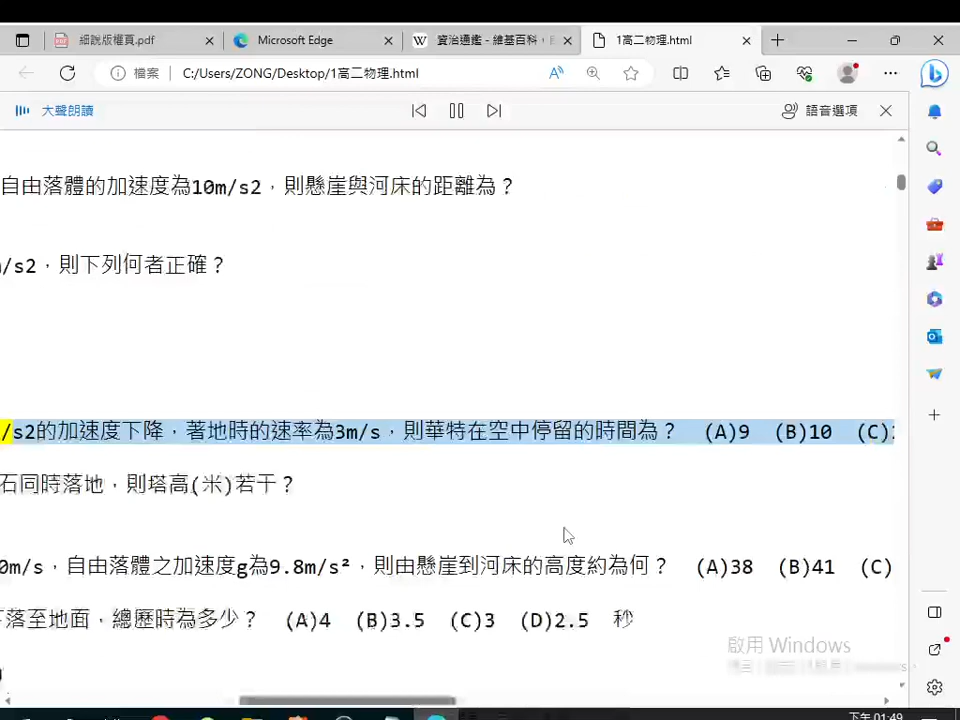 細說版權頁.pdf
Microsoft Edge
資治通鑑 - 維基百科，
1高二物理.html
檔案
C:/Users/ZONG/Desktop/1高二物理.html
大聲朗讀
語音選項
自由落體的加速度為10m/s2，則懸崖與河床的距離為？
/s2，則下列何者正確？
/s2的加速度下降，著地時的速率為3m/s，則華特在空中停留的時間為？ (A)9 (B)10 (C)
石同時落地，則塔高(米)若干？
0m/s，自由落體之加速度g為9.8m/s²，則由懸崖到河床的高度約為何？ (A)38 (B)41 (C)
落至地面，總歷時為多少？ (A)4 (B)3.5 (C)3 (D)2.5 秒
啟用 Windows
下午 01:49